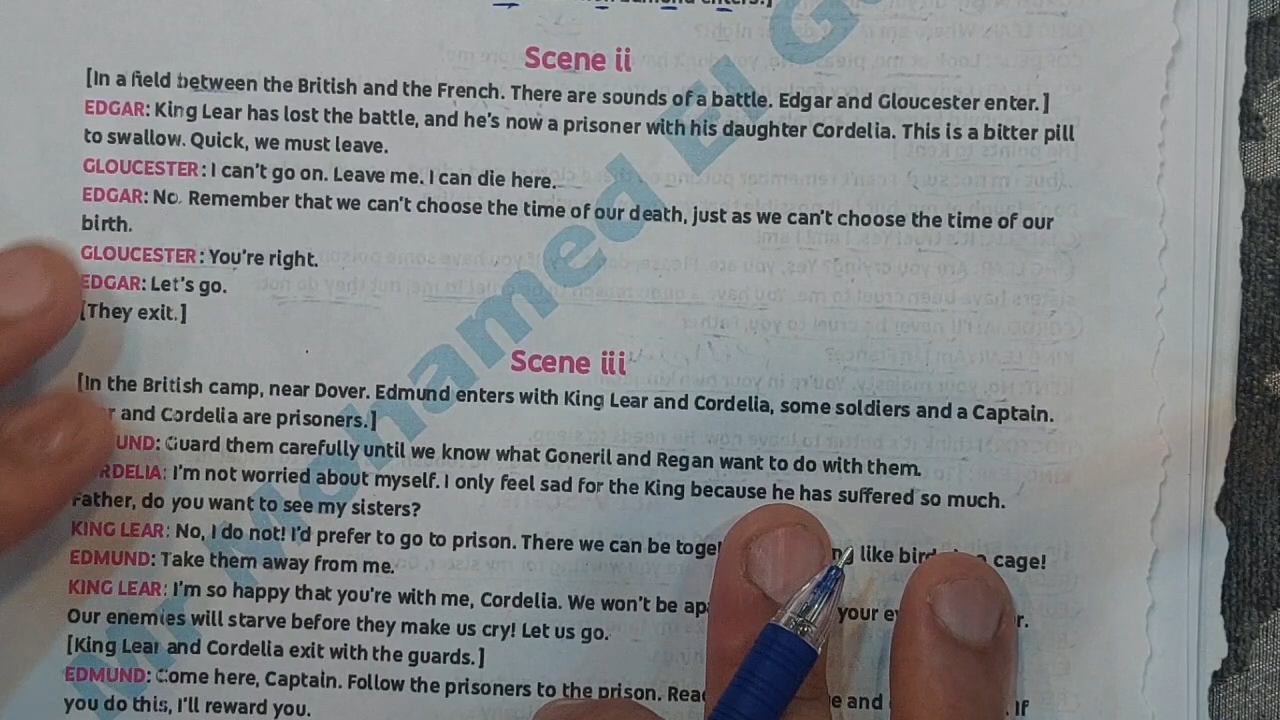 enters.]
Scene ii
[In a field between the British and the French. There are sounds of a battle. Edgar and Gloucester enter.]
EDGAR: King Lear has lost the battle, and he's now a prisoner with his daughter Cordelia. This is a bitter pill
to swallow. Quick, we must leave.
GLOUCESTER: I can't go on. Leave me. I can die here.
EDGAR: No. Remember that we can't choose the time of our death, just as we can't choose the time of our
birth.
GLOUCESTER: You're right.
EDGAR: Let's go.
[They exit.]
Scene iii
[In the British camp, near Dover. Edmund enters with King Lear and Cordelia, some soldiers and a Captain.
and Cordelia are prisoners.]
UND: Guard them carefully until we know what Goneril and Regan want to do with them.
RDELIA: I'm not worried about myself. I only feel sad for the King because he has suffered so much.
Father, do you want to see my sisters?
KING LEAR: No, I do not! I'd prefer to go to prison. There we can be like cage!
EDMUND: Take them away from me.
KING LEAR: I'm so happy that you're with me, Cordelia. We won't be your
Our enemies will starve before they make us cry! Let us go.
[King Lear and Cordelia exit with the guards.]
EDMUND: Come here, Captain. Follow the prisoners to the prison. and If
you do this, I'll reward you.
Mr Mohamed El